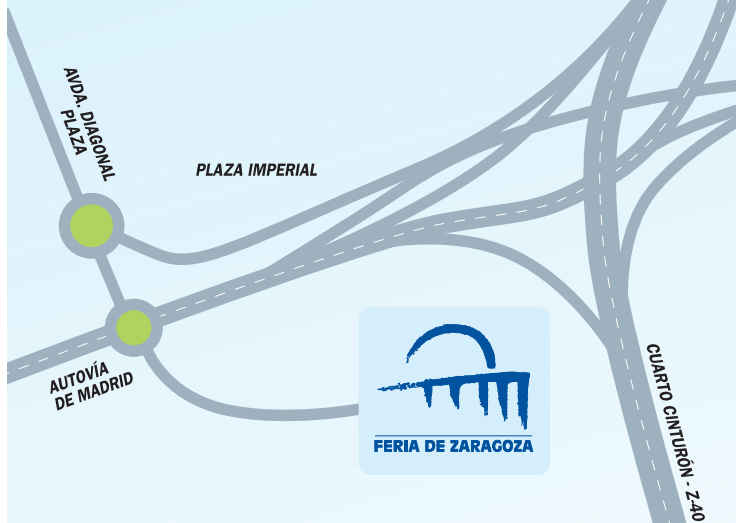 AVDA. DIAGONAL
PLAZA
PLAZA IMPERIAL
AUTOVÍA
DE MADRID
FERIA DE ZARAGOZA
CUARTO CINTURÓN - Z-40